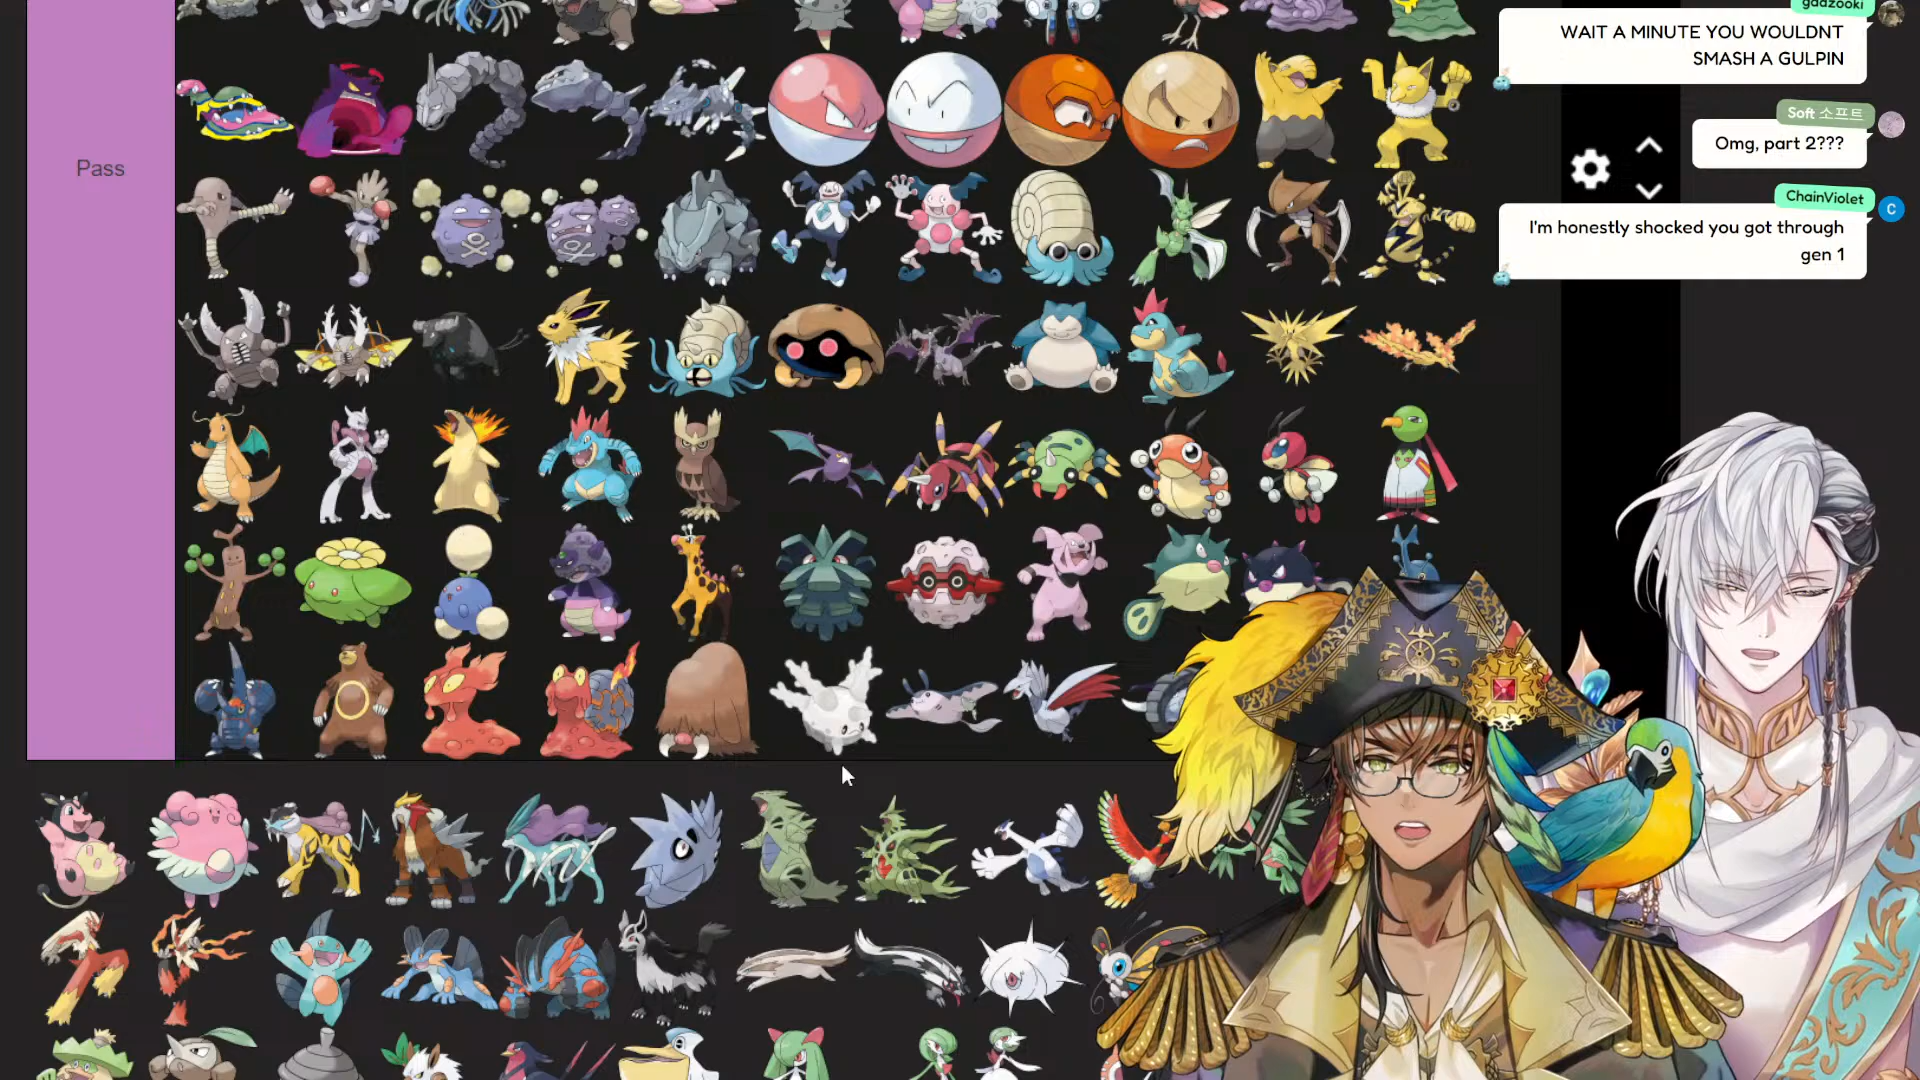 gaazooki
WAIT A MINUTE YOU WOULDNT
SMASH A GULPIN
Soft 소프트
Omg, part 2???
ChainViolet
C
I'm honestly shocked you got through
gen 1
Pass